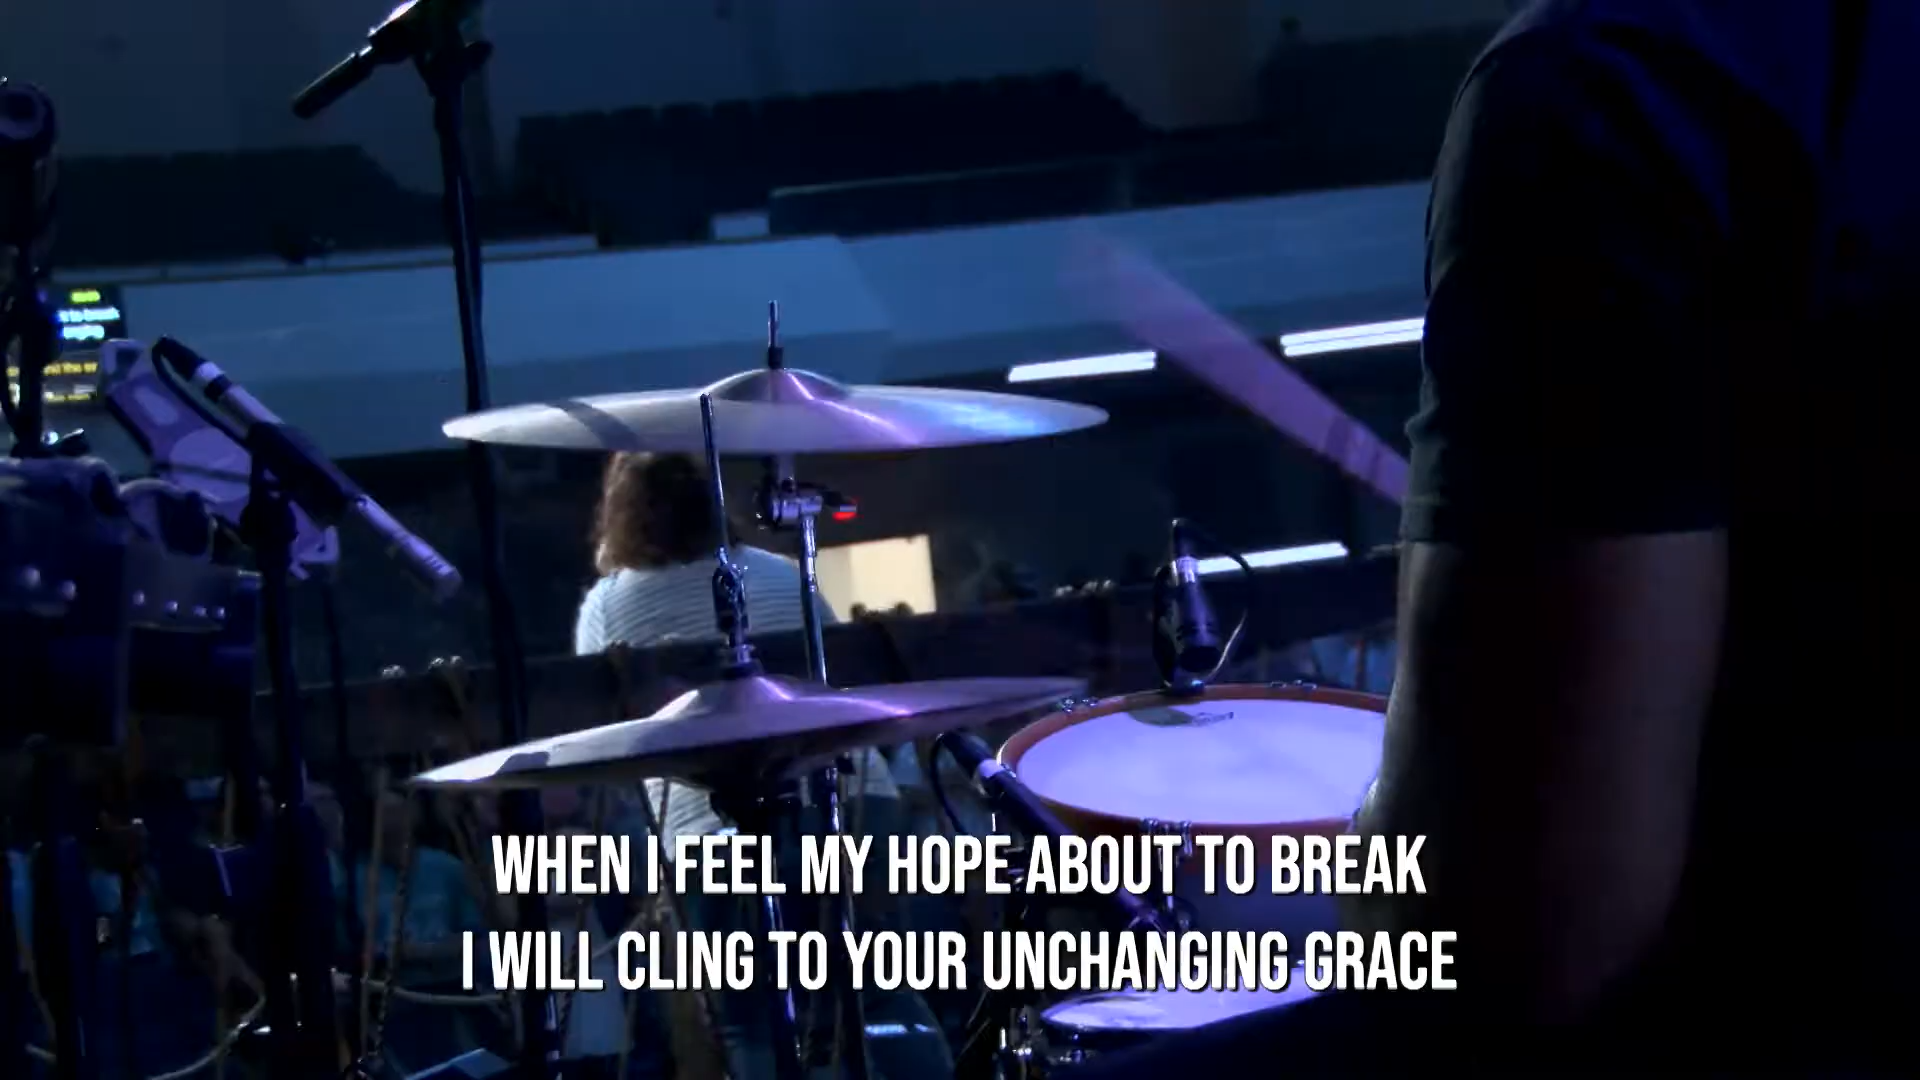 WHEN I FEEL MY HOPE ABOUT TO BREAK
I WILL CLING TO YOUR UNCHANGING GRACE